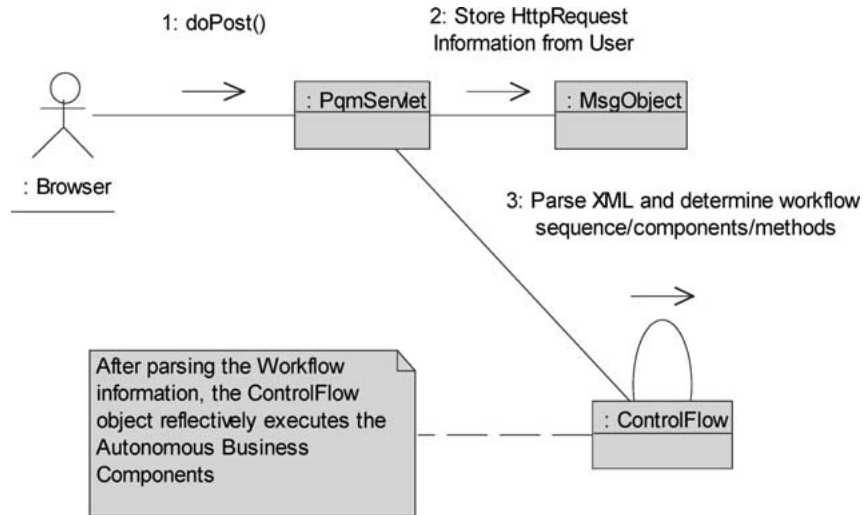 1: doPost()
2: Store HttpRequest
Information from User
: PqmServlet
: MsgObject
: Browser
3: Parse XML and determine workflow
sequence/components/methods
After parsing the Workflow
information, the ControlFlow
object reflectively executes the
Autonomous Business
Components
: ControlFlow